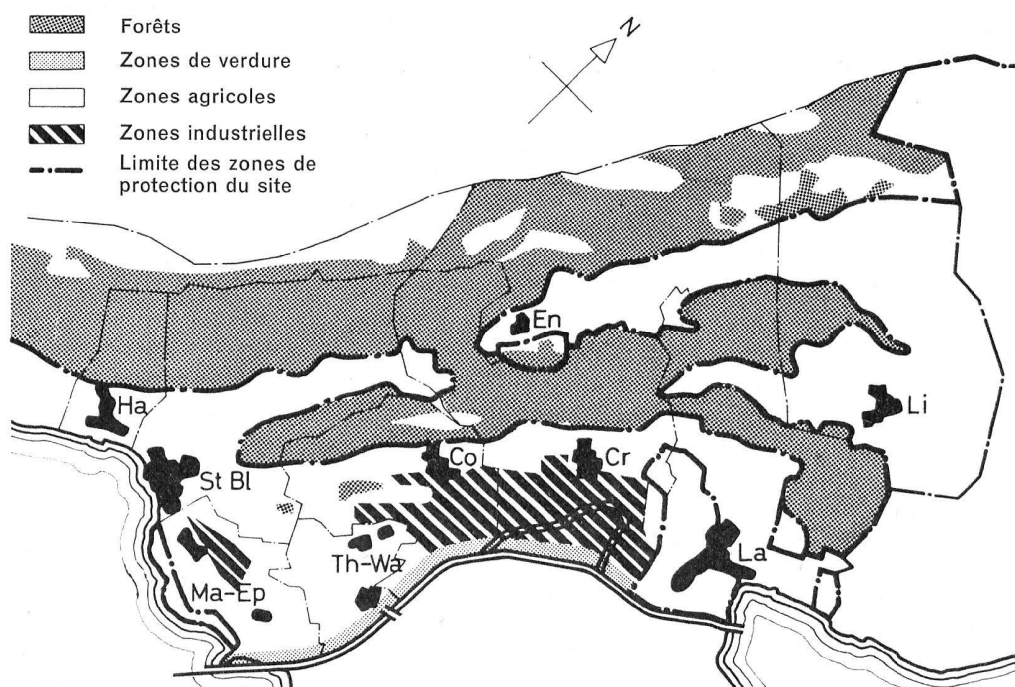 Forêts
Zones de verdure
Zones agricoles
Zones industrielles
Limite des zones de
protection du site
N
En
Ha
Li
Co
Cr
St Bl
Th-Wa
La
Ma-Ep